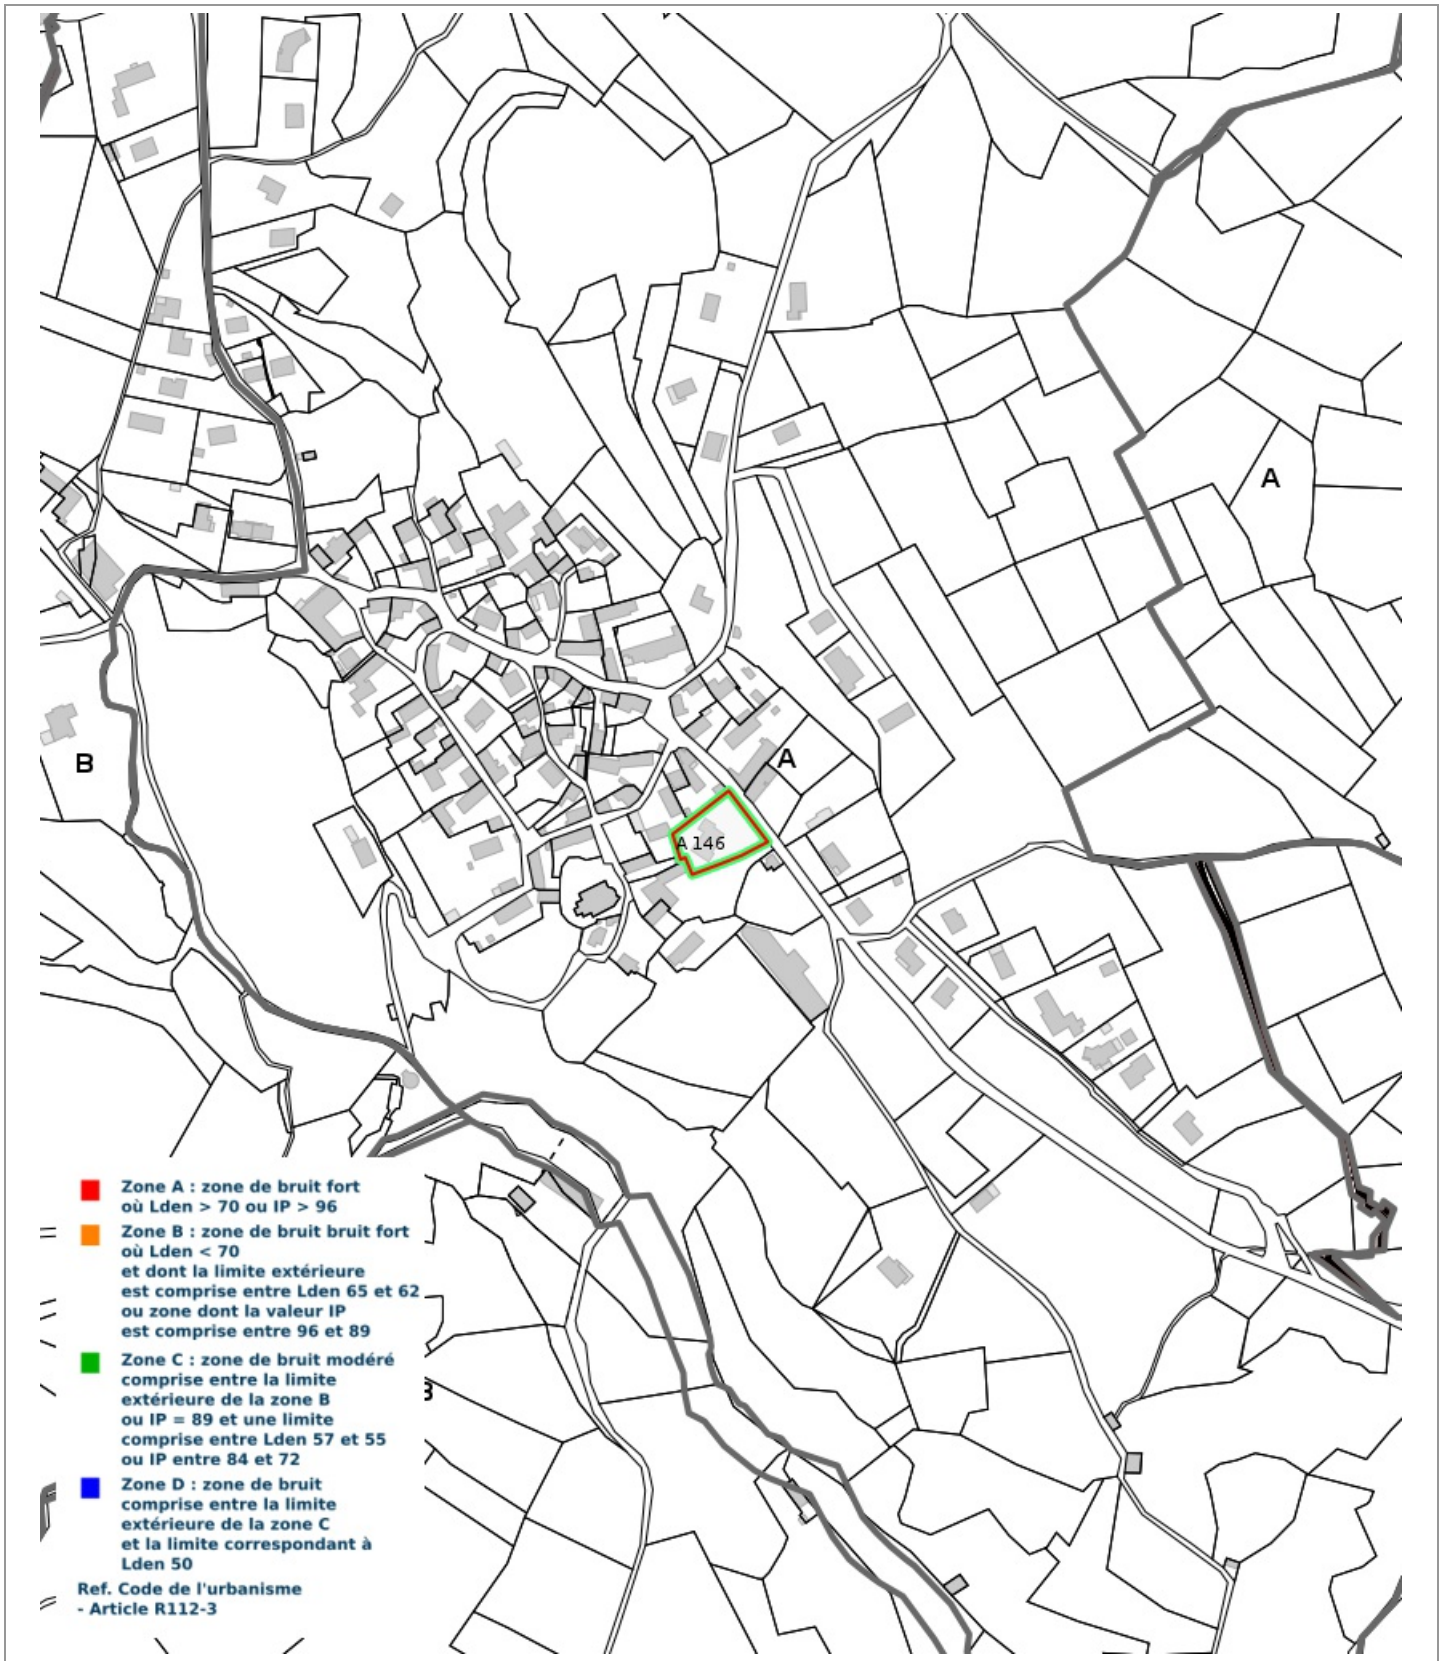 A
A
B
A 146
Zone A : zone de bruit fort
où Lden > 70 ou IP > 96
Zone B : zone de bruit bruit fort
où Lden < 70
et dont la limite extérieure
est comprise entre Lden 65 et 62
ou zone dont la valeur IP
est comprise entre 96 et 89
Zone C : zone de bruit modéré
comprise entre la limite
extérieure de la zone B
ou IP = 89 et une limite
comprise entre Lden 57 et 55
ou IP entre 84 et 72
Zone D : zone de bruit
comprise entre la limite
extérieure de la zone C
et la limite correspondant à
Lden 50
Ref. Code de l'urbanisme
- Article R112-3